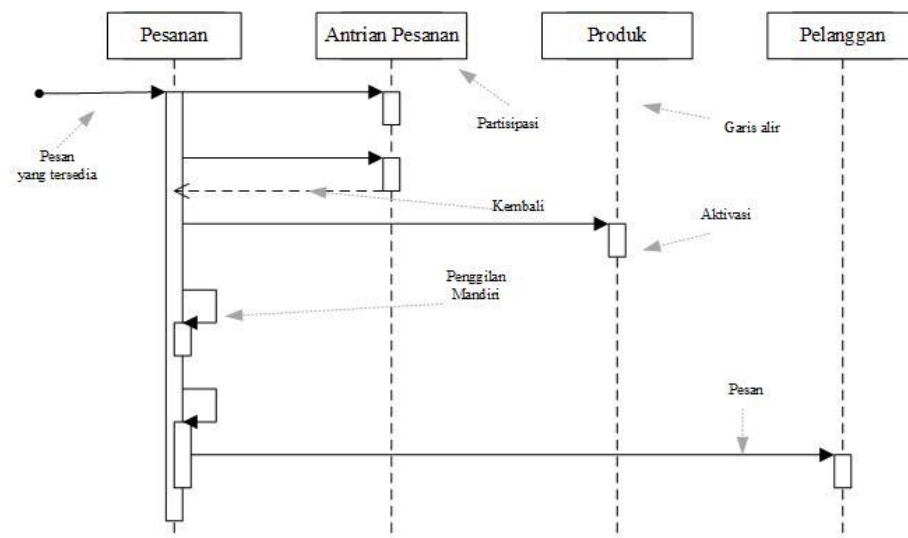 Pesanan
Antrian Pesanan
Produk
Pelanggan
Partisipasi
Garis alir
Pesan
yang tersedia
Kembali
Aktivasi
Penggilan
Mandiri
Pesan